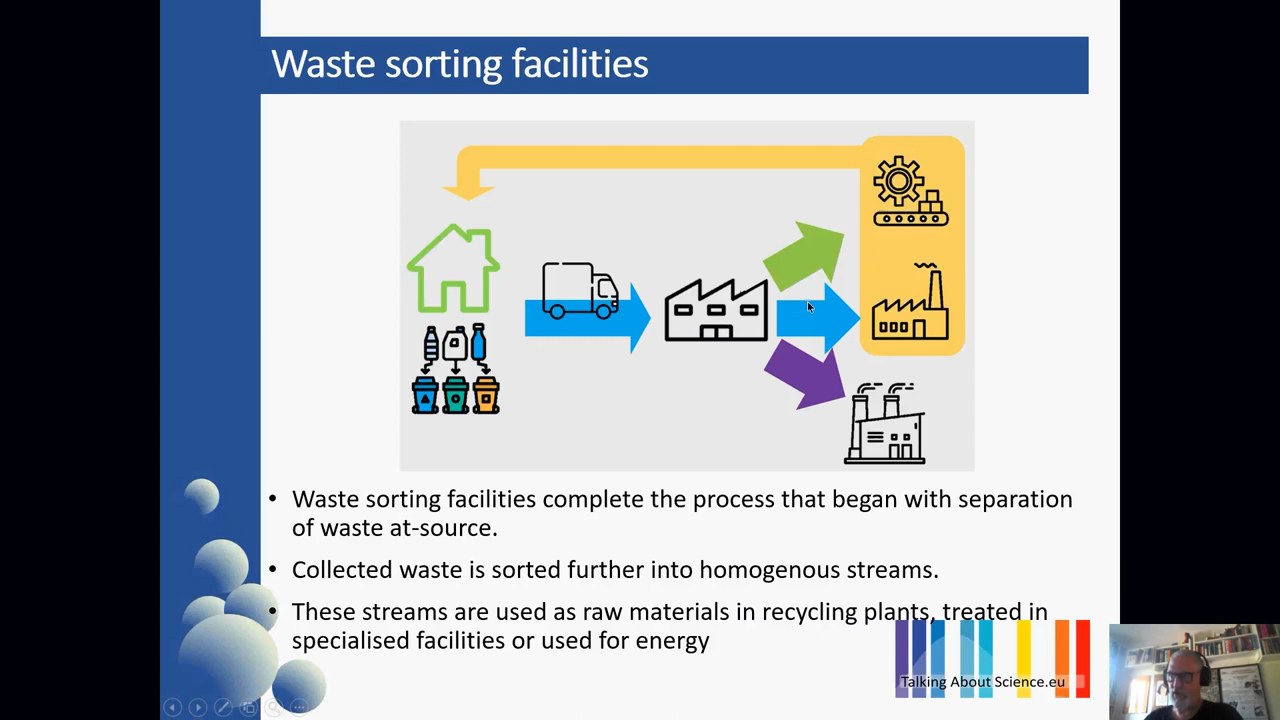 Waste sorting facilities
• Waste sorting facilities complete the process that began with separation
of waste at-source.
• Collected waste is sorted further into homogenous streams.
• These streams are used as raw materials in recycling plants, treated in
specialised facilities or used for energy
Talking About Science.eu